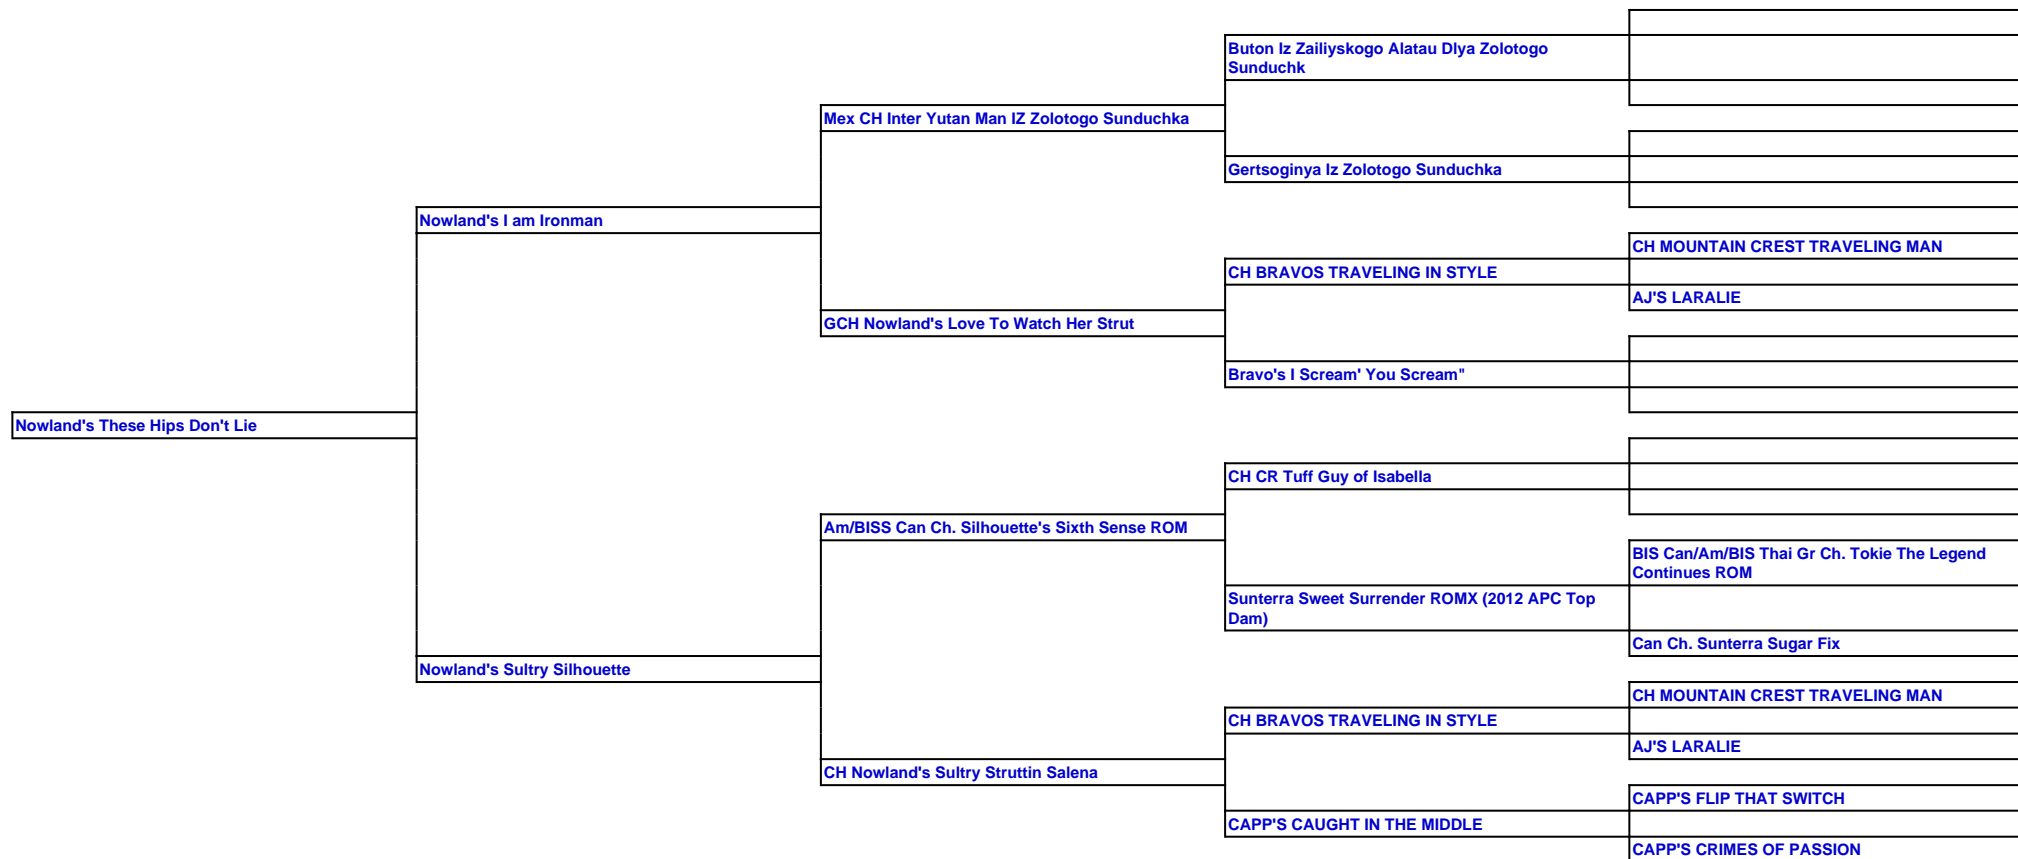 Buton Iz Zailiyskogo Alatau Dlya Zolotogo
Sunduchk
Mex CH Inter Yutan Man IZ Zolotogo Sunduchka
Gertsoginya Iz Zolotogo Sunduchka
Nowland's I am Ironman
CH MOUNTAIN CREST TRAVELING MAN
CH BRAVOS TRAVELING IN STYLE
AJ'S LARALIE
GCH Nowland's Love To Watch Her Strut
Bravo's I Scream' You Scream"
Nowland's These Hips Don't Lie
CH CR Tuff Guy of Isabella
Am/BISS Can Ch. Silhouette's Sixth Sense ROM
BIS Can/Am/BIS Thai Gr Ch. Tokie The Legend
Continues ROM
Sunterra Sweet Surrender ROMX (2012 APC Top
Dam)
Can Ch. Sunterra Sugar Fix
Nowland's Sultry Silhouette
CH MOUNTAIN CREST TRAVELING MAN
CH BRAVOS TRAVELING IN STYLE
AJ'S LARALIE
CH Nowland's Sultry Struttin Salena
CAPP'S FLIP THAT SWITCH
CAPP'S CAUGHT IN THE MIDDLE
CAPP'S CRIMES OF PASSION